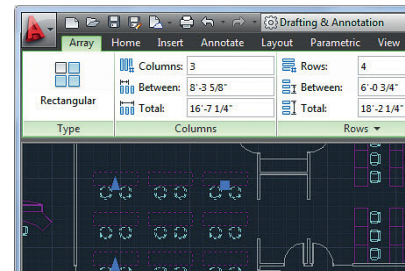 Drafting & Annotation
Array Home Insert Annotate Layout Parametric View
Columns: 3 Rows: 4
Between: 8'-3 5/8" Between: 6'-0 3/4"
Rectangular Total: 16'-7 1/4" Total: 18'-2 1/4"
Type Columns Rows